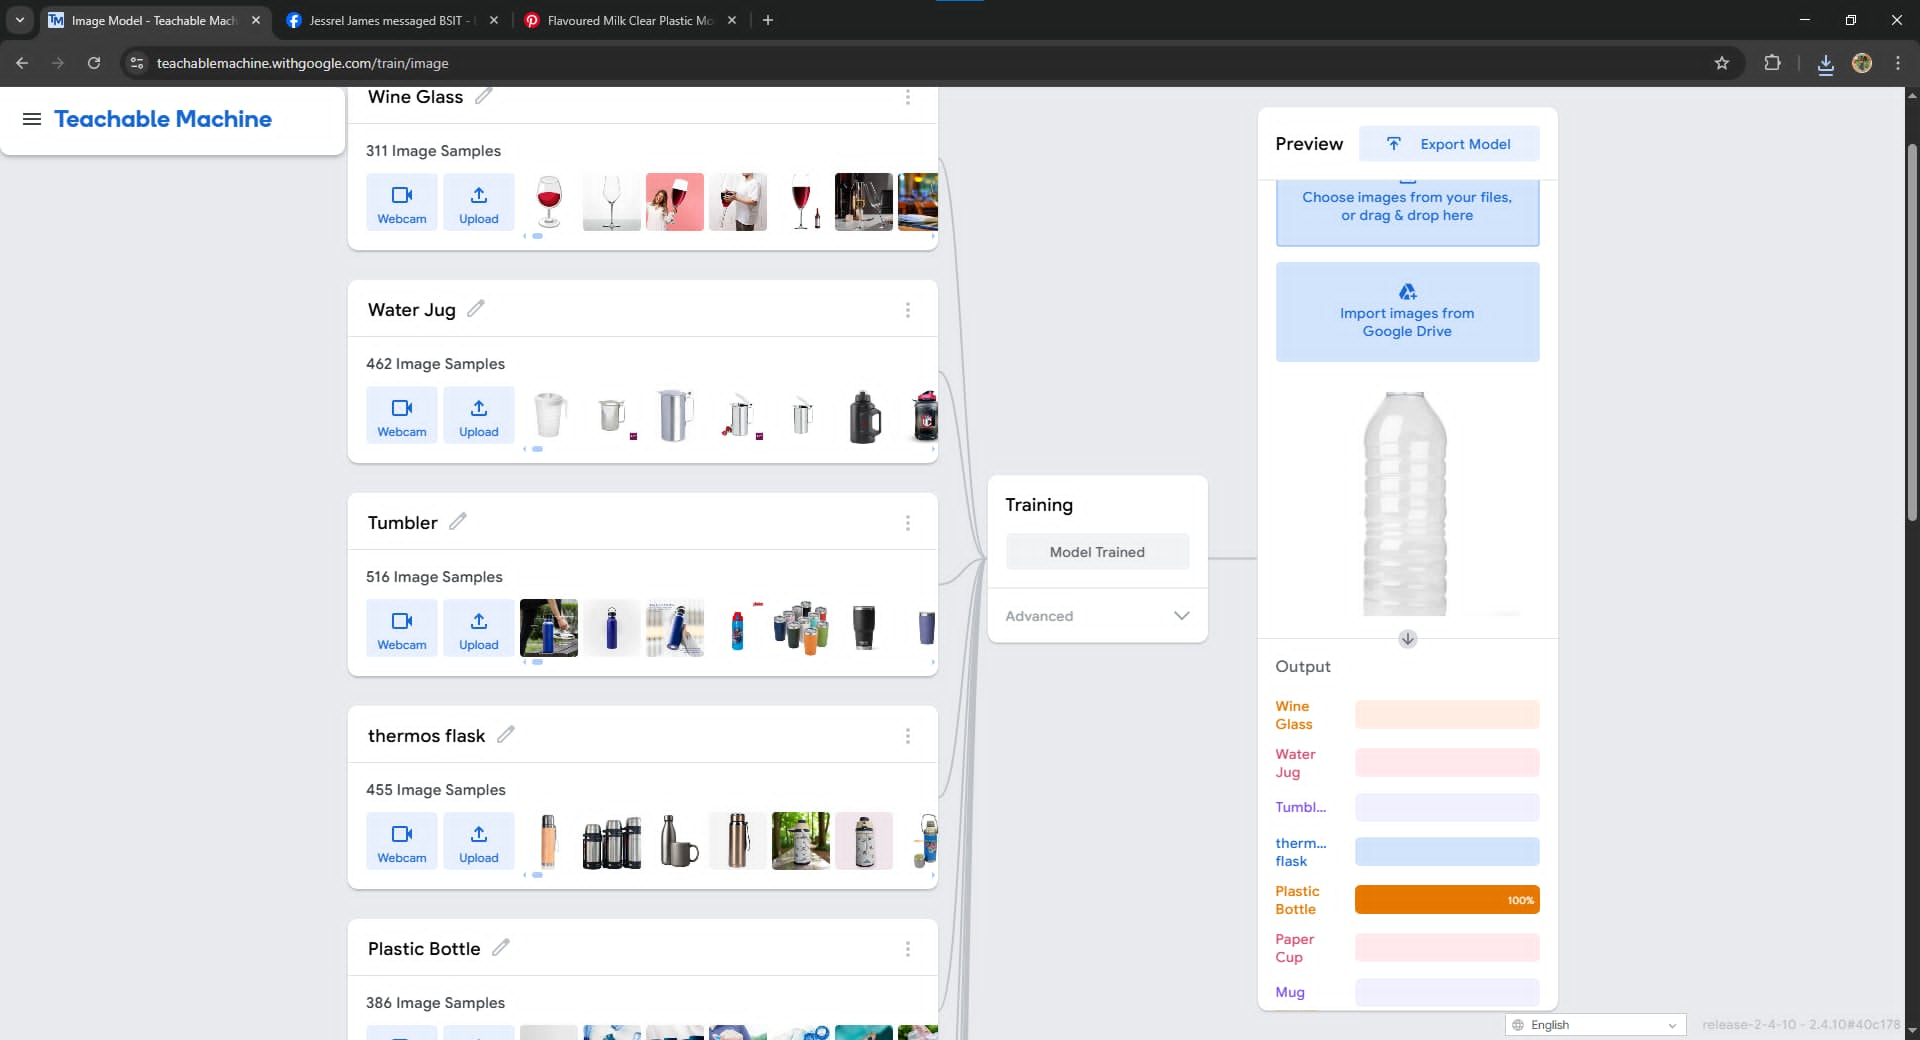 Image Model - Teachable Mach
Jessrel James messaged BSIT -
Flavoured Milk Clear Plastic Mo
teachablemachine.withgoogle.com/train/image
Teachable Machine
Wine Glass
311 Image Samples
Webcam
Upload
Water Jug
462 Image Samples
Webcam
Upload
Tumbler
516 Image Samples
Webcam
Upload
thermos flask
455 Image Samples
Webcam
Upload
Plastic Bottle
386 Image Samples
Training
Model Trained
Advanced
Preview
Export Model
Choose images from your files,
or drag & drop here
Import images from
Google Drive
Output
Wine
Glass
Water
Jug
Tumbl...
therm...
flask
Plastic
Bottle
100%
Paper
Cup
Mug
English
release-2-4-10 - 2.4.10#40c178